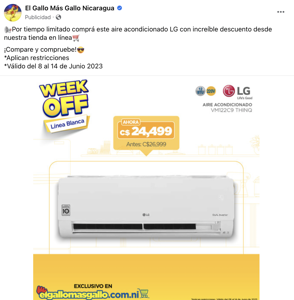 El Gallo Más Gallo Nicaragua
Publicidad ·
Por tiempo limitado comprá este aire acondicionado LG con increíble descuento desde
nuestra tienda en línea
¡Compare y compruebe!
*Aplican restricciones
*Válido del 8 al 14 de Junio 2023
WEEK
OFF
Línea Blanca
LG
Life's Good
AIRE ACONDICIONADO
VM122C9 THINQ
AHORA
C$ 24,499
Antes: C$26,999
LG
EXCLUSIVO EN
elgallomasgallo.com.ni